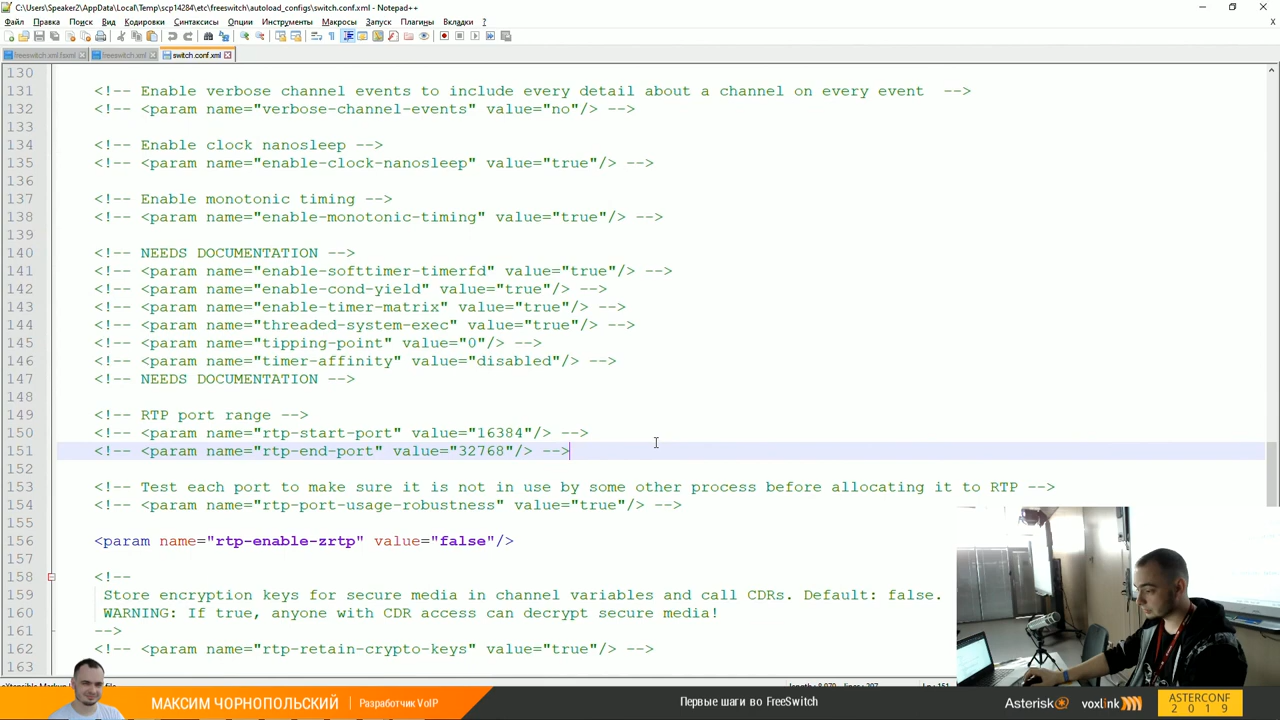 C:\Users\Speaker2\AppData\Local\Temp\scp14284\etc\freeswitch\autoload_configs\switch.conf.xml - Notepad++
Файл Правка Поиск Вид Кодировки Синтаксисы Опции Инструменты Макросы Запуск Плагины Вкладки ?
freeswitch.xml switch.conf.xml
130
131 <!-- Enable verbose channel events to include every detail about a channel on every event -->
132 <!-- <param name="verbose-channel-events" value="no"/> -->
133
134 <!-- Enable clock nanosleep -->
135 <!-- <param name="enable-clock-nanosleep" value="true"/> -->
136
137 <!-- Enable monotonic timing -->
138 <!-- <param name="enable-monotonic-timing" value="true"/> -->
139
140 <!-- NEEDS DOCUMENTATION -->
141 <!-- <param name="enable-softtimer-timerfd" value="true"/> -->
142 <!-- <param name="enable-cond-yield" value="true"/> -->
143 <!-- <param name="enable-timer-matrix" value="true"/> -->
144 <!-- <param name="threaded-system-exec" value="true"/> -->
145 <!-- <param name="tipping-point" value="0"/> -->
146 <!-- <param name="timer-affinity" value="disabled"/> -->
147 <!-- NEEDS DOCUMENTATION -->
148
149 <!-- RTP port range -->
150 <!-- <param name="rtp-start-port" value="16384"/> -->
151 <!-- <param name="rtp-end-port" value="32768"/> -->
152
153 <!-- Test each port to make sure it is not in use by some other process before allocating it to RTP -->
154 <!-- <param name="rtp-port-usage-robustness" value="true"/> -->
155
156 <param name="rtp-enable-zrtp" value="false"/>
157
158 <!--
159 Store encryption keys for secure media in channel variables and call CDRs. Default: false.
160 WARNING: If true, anyone with CDR access can decrypt secure media!
161 -->
162 <!-- <param name="rtp-retain-crypto-keys" value="true"/> -->
163
МАКСИМ ЧОРНОПОЛЬСКИЙ Разработчик VoIP
Первые шаги во FreeSwitch
Asterisk voxlink
ASTERCONF
2019